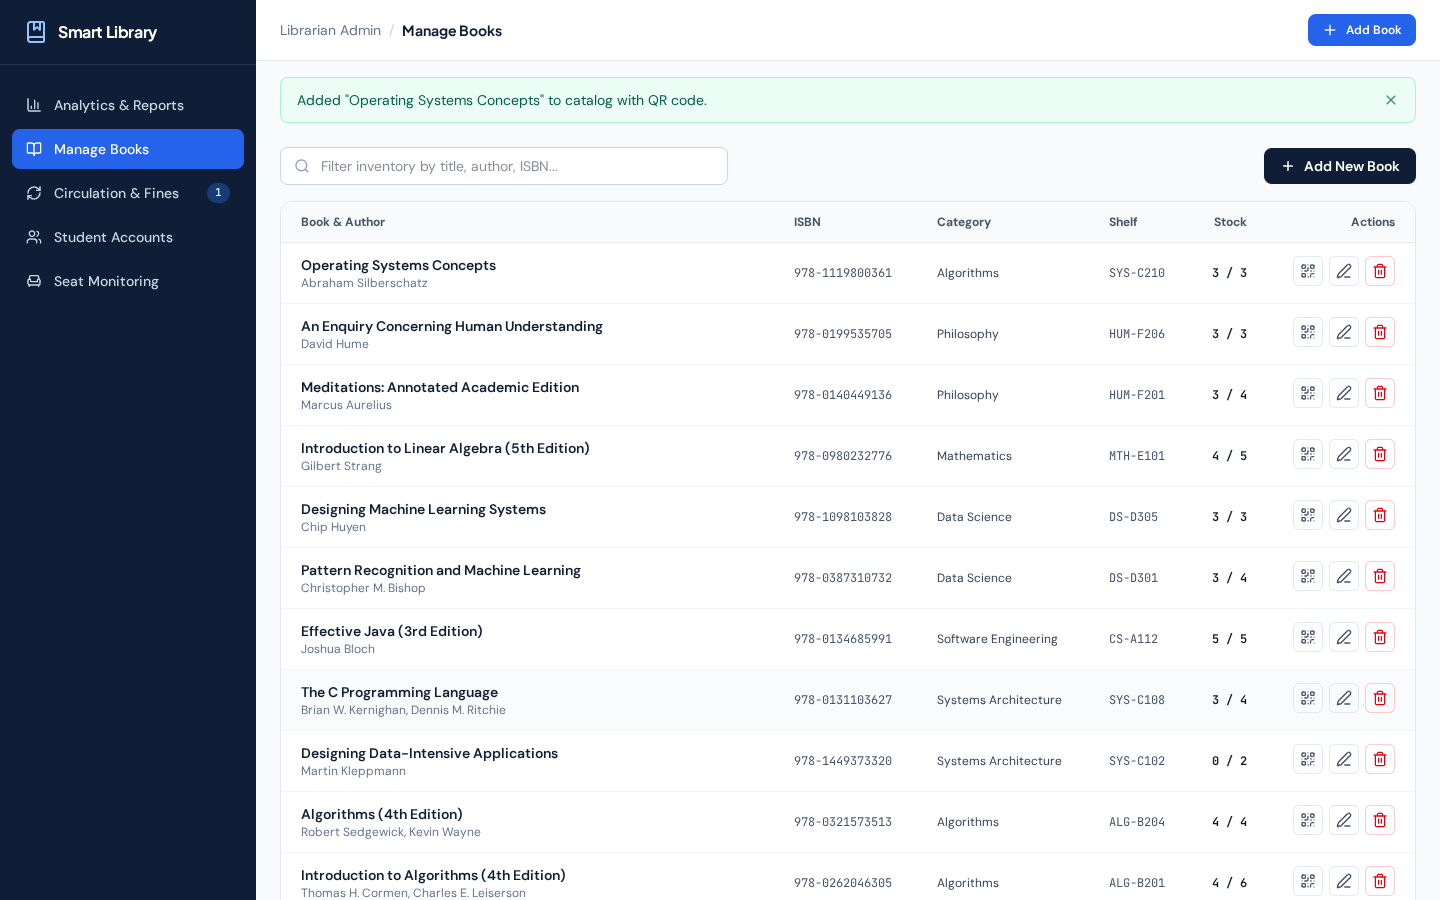 Smart Library
Librarian Admin / Manage Books
Add Book
Analytics & Reports
Manage Books
Circulation & Fines 1
Student Accounts
Seat Monitoring
Added "Operating Systems Concepts" to catalog with QR code.
Filter inventory by title, author, ISBN...
Add New Book
Book & Author ISBN Category Shelf Stock Actions
Operating Systems Concepts
Abraham Silberschatz
978-1119800361 Algorithms SYS-C210 3 / 3
An Enquiry Concerning Human Understanding
David Hume
978-0199535705 Philosophy HUM-F206 3 / 3
Meditations: Annotated Academic Edition
Marcus Aurelius
978-0140449136 Philosophy HUM-F201 3 / 4
Introduction to Linear Algebra (5th Edition)
Gilbert Strang
978-0980232776 Mathematics MTH-E101 4 / 5
Designing Machine Learning Systems
Chip Huyen
978-1098103828 Data Science DS-D305 3 / 3
Pattern Recognition and Machine Learning
Christopher M. Bishop
978-0387310732 Data Science DS-D301 3 / 4
Effective Java (3rd Edition)
Joshua Bloch
978-0134685991 Software Engineering CS-A112 5 / 5
The C Programming Language
Brian W. Kernighan, Dennis M. Ritchie
978-0131103627 Systems Architecture SYS-C108 3 / 4
Designing Data-Intensive Applications
Martin Kleppmann
978-1449373320 Systems Architecture SYS-C102 0 / 2
Algorithms (4th Edition)
Robert Sedgewick, Kevin Wayne
978-0321573513 Algorithms ALG-B204 4 / 4
Introduction to Algorithms (4th Edition)
Thomas H. Cormen, Charles E. Leiserson
978-0262046305 Algorithms ALG-B201 4 / 6